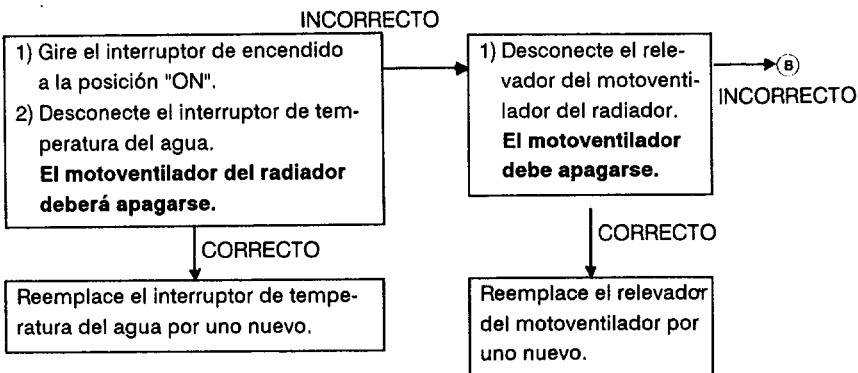 INCORRECTO
1) Gire el interruptor de encendido
a la posición "ON".
2) Desconecte el interruptor de tem-
peratura del agua.
El motoventilador del radiador
deberá apagarse.
1) Desconecte el rele-
vador del motoventi-
lador del radiador.
El motoventilador
debe apagarse.
B
INCORRECTO
CORRECTO
CORRECTO
Reemplace el interruptor de tempe-
ratura del agua por uno nuevo.
Reemplace el relevador
del motoventilador por
uno nuevo.